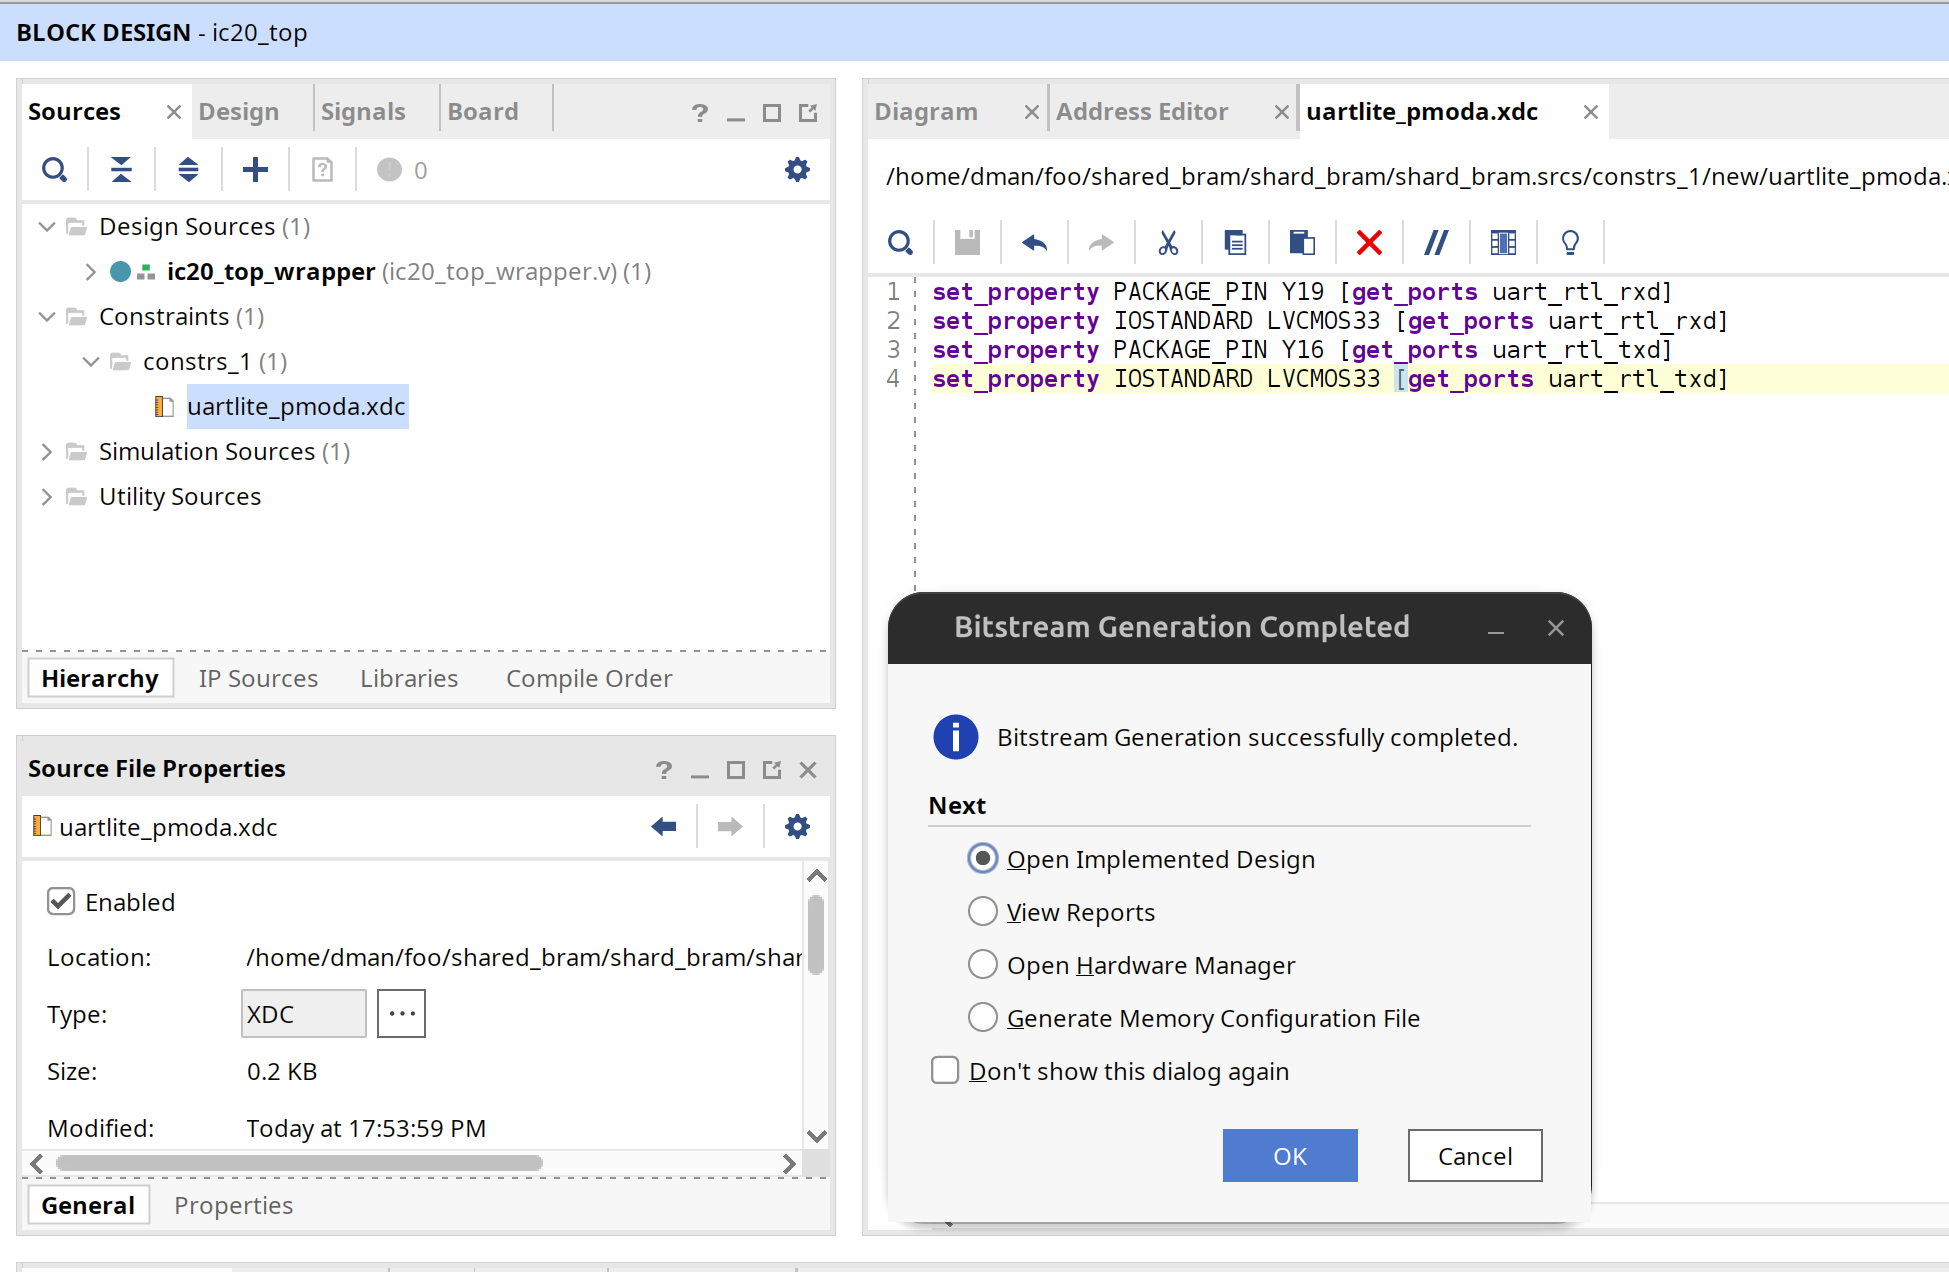 BLOCK DESIGN - ic20_top
Sources
Design
Signals
Board
?
0
Design Sources (1)
ic20_top_wrapper (ic20_top_wrapper.v) (1)
Constraints (1)
constrs_1 (1)
uartlite_pmoda.xdc
Simulation Sources (1)
Utility Sources
Hierarchy
IP Sources
Libraries
Compile Order
Source File Properties
?
uartlite_pmoda.xdc
Enabled
Location:
/home/dman/foo/shared_bram/shard_bram/shar
Type:
XDC
...
Size:
0.2 KB
Modified:
Today at 17:53:59 PM
General
Properties
Diagram
Address Editor
uartlite_pmoda.xdc
/home/dman/foo/shared_bram/shard_bram/shard_bram.srcs/constrs_1/new/uartlite_pmoda.
1 set_property PACKAGE_PIN Y19 [get_ports uart_rtl_rxd]
2 set_property IOSTANDARD LVCMOS33 [get_ports uart_rtl_rxd]
3 set_property PACKAGE_PIN Y16 [get_ports uart_rtl_txd]
4 set_property IOSTANDARD LVCMOS33 [get_ports uart_rtl_txd]
Bitstream Generation Completed
Bitstream Generation successfully completed.
Next
Open Implemented Design
View Reports
Open Hardware Manager
Generate Memory Configuration File
Don't show this dialog again
OK
Cancel